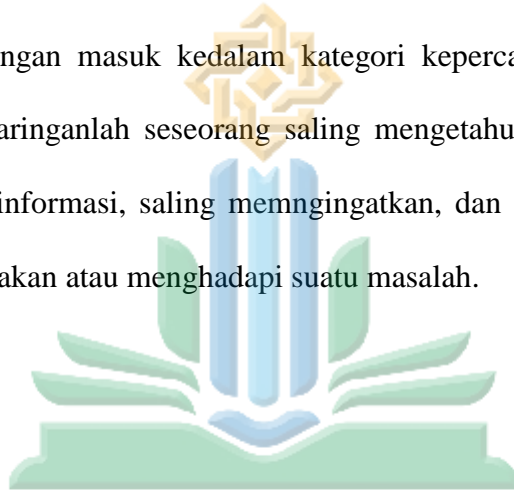 ngan masuk kedalam kategori keperca
aringanlah seseorang saling mengetahu
informasi, saling memngingatkan, dan
akan atau menghadapi suatu masalah.